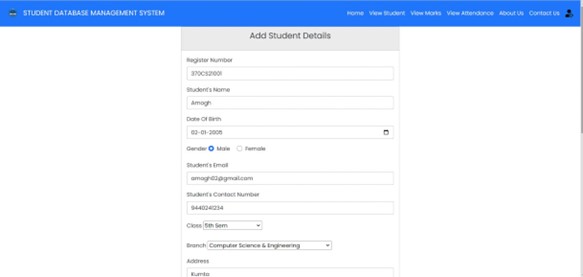 STUDENT DATABASE MANAGEMENT SYSTEM Home View Student View Marks View Attendance About Us Contact Us
Add Student Details
Register Number
370CS21001
Student's Name
Amogh
Date Of Birth
02-01-2005
Gender Male Female
Student's Email
amogh02@gmail.com
Student's Contact Number
9440241234
Class 5th Sem
Branch Computer Science & Engineering
Address
Kumta